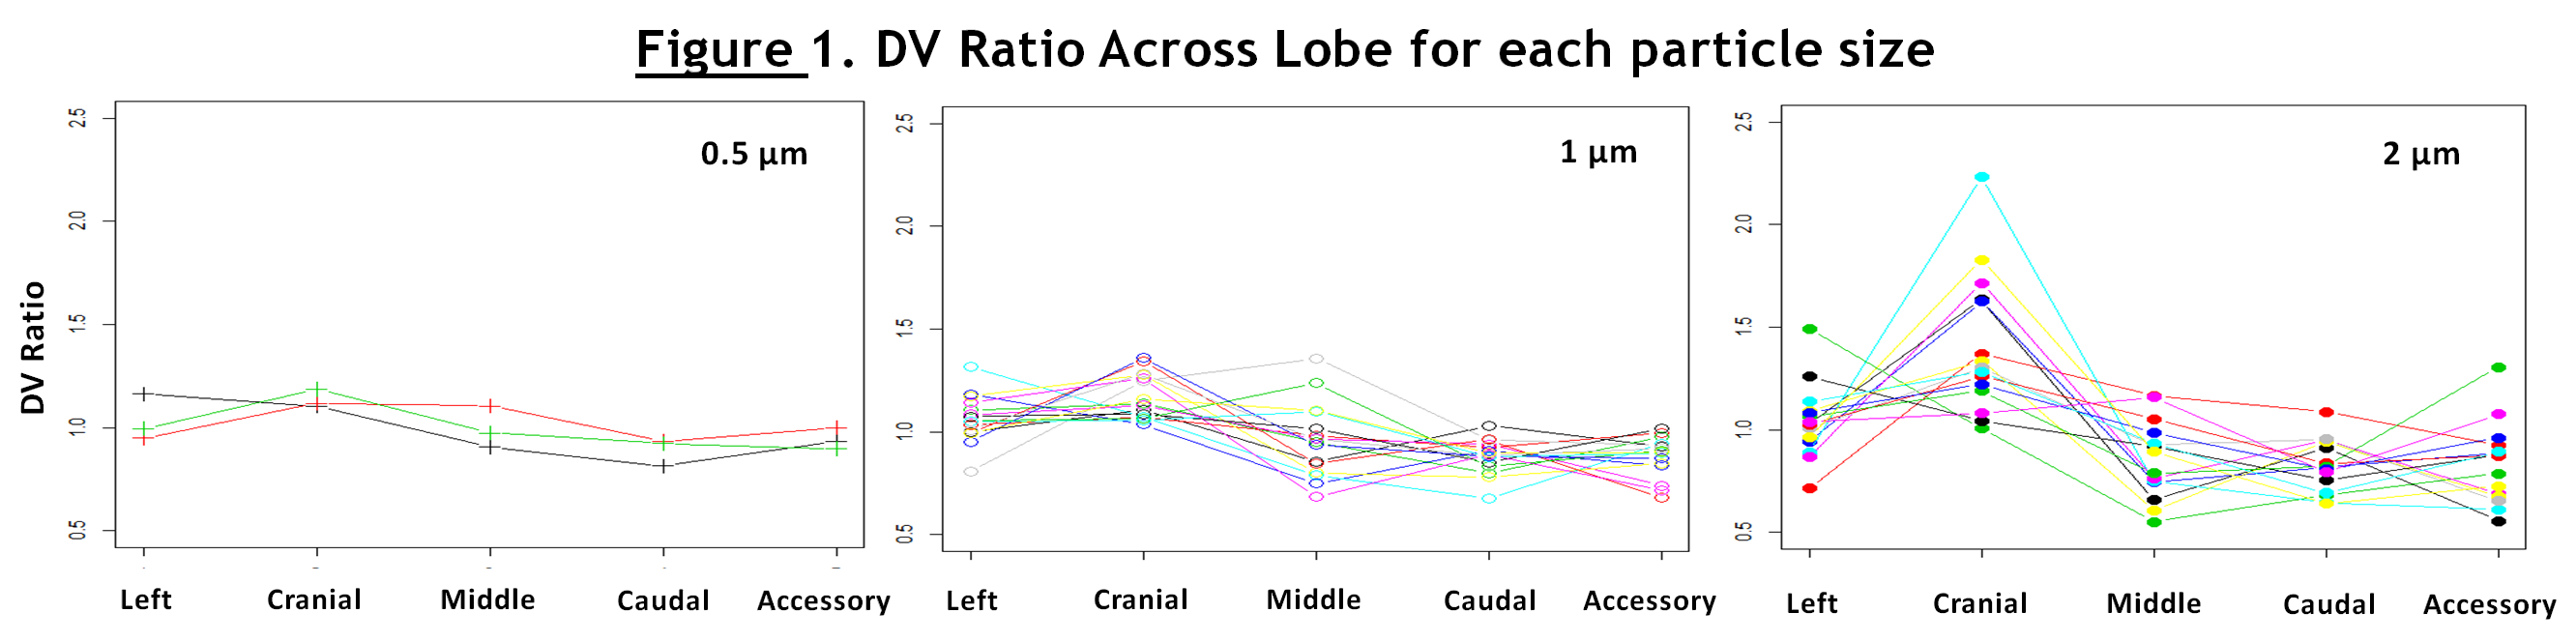 Figure 1. DV Ratio Across Lobe for each particle size
DV Ratio
2.5
2.0
1.5
1.0
0.5
0.5 µm
Left Cranial Middle Caudal Accessory
2.5
2.0
1.5
1.0
0.5
1 µm
Left Cranial Middle Caudal Accessory
2.5
2.0
1.5
1.0
0.5
2 µm
Left Cranial Middle Caudal Accessory